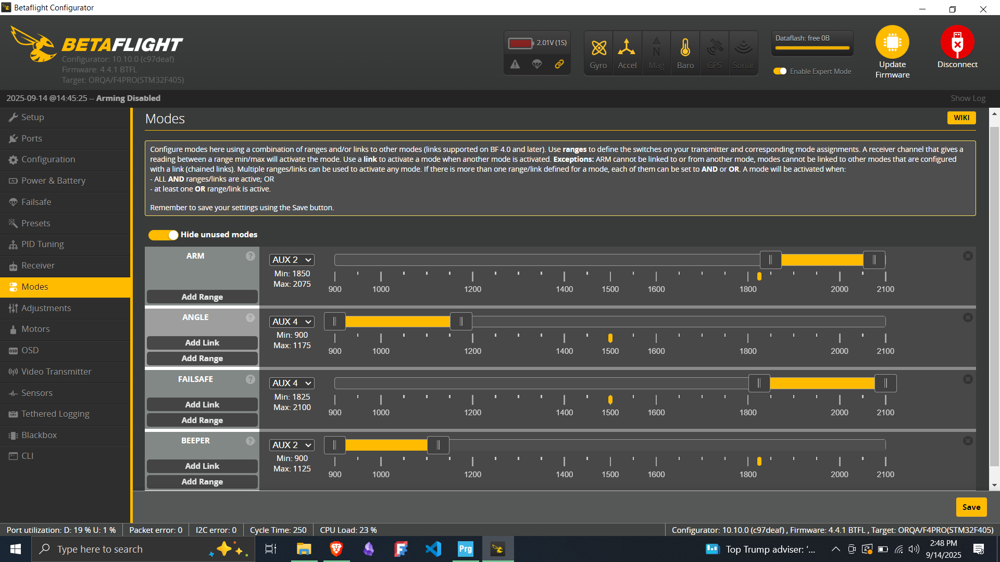 Betaflight Configurator
BETAFLIGHT
Configurator: 10.10.0 (c97deaf)
Firmware: 4.4.1 BTFL
Target: ORQA/F4PRO(STM32F405)
2.01V (1S)
Gyro
Accel
N
Mag
Baro
GPS
Sonar
Dataflash: free 0B
Enable Expert Mode
Update
Firmware
Disconnect
2025-09-14 @14:45:25 -- Arming Disabled
Show Log
Setup
Ports
Configuration
Power & Battery
Failsafe
Presets
PID Tuning
Receiver
Modes
Adjustments
Motors
OSD
OSD
Video Transmitter
Sensors
Tethered Logging
Blackbox
CLI
Modes
WIKI
Configure modes here using a combination of ranges and/or links to other modes (links supported on BF 4.0 and later). Use ranges to define the switches on your transmitter and corresponding mode assignments. A receiver channel that gives a
reading between a range min/max will activate the mode. Use a link to activate a mode when another mode is activated. Exceptions: ARM cannot be linked to or from another mode, modes cannot be linked to other modes that are configured
with a link (chained links). Multiple ranges/links can be used to activate any mode. If there is more than one range/link defined for a mode, each of them can be set to AND or OR. A mode will be activated when:
- ALL AND ranges/links are active; OR
- at least one OR range/link is active.
Remember to save your settings using the Save button.
Hide unused modes
ARM
?
Add Range
AUX 2
Min: 1850
Max: 2075
900 1000 1200 1400 1500 1600 1800 2000 2100
ANGLE
?
Add Link
Add Range
AUX 4
Min: 900
Max: 1175
900 1000 1200 1400 1500 1600 1800 2000 2100
FAILSAFE
?
Add Link
Add Range
AUX 4
Min: 1825
Max: 2100
900 1000 1200 1400 1500 1600 1800 2000 2100
BEEPER
?
Add Link
Add Range
AUX 2
Min: 900
Max: 1125
900 1000 1200 1400 1500 1600 1800 2000 2100
Save
Port utilization: D: 19 % U: 1 %
Packet error: 0
I2C error: 0
Cycle Time: 250
CPU Load: 23 %
Configurator: 10.10.0 (c97deaf) , Firmware: 4.4.1 BTFL , Target: ORQA/F4PRO(STM32F405)
Type here to search
Prg
Top Trump adviser: ‘...
2:48 PM
9/14/2025